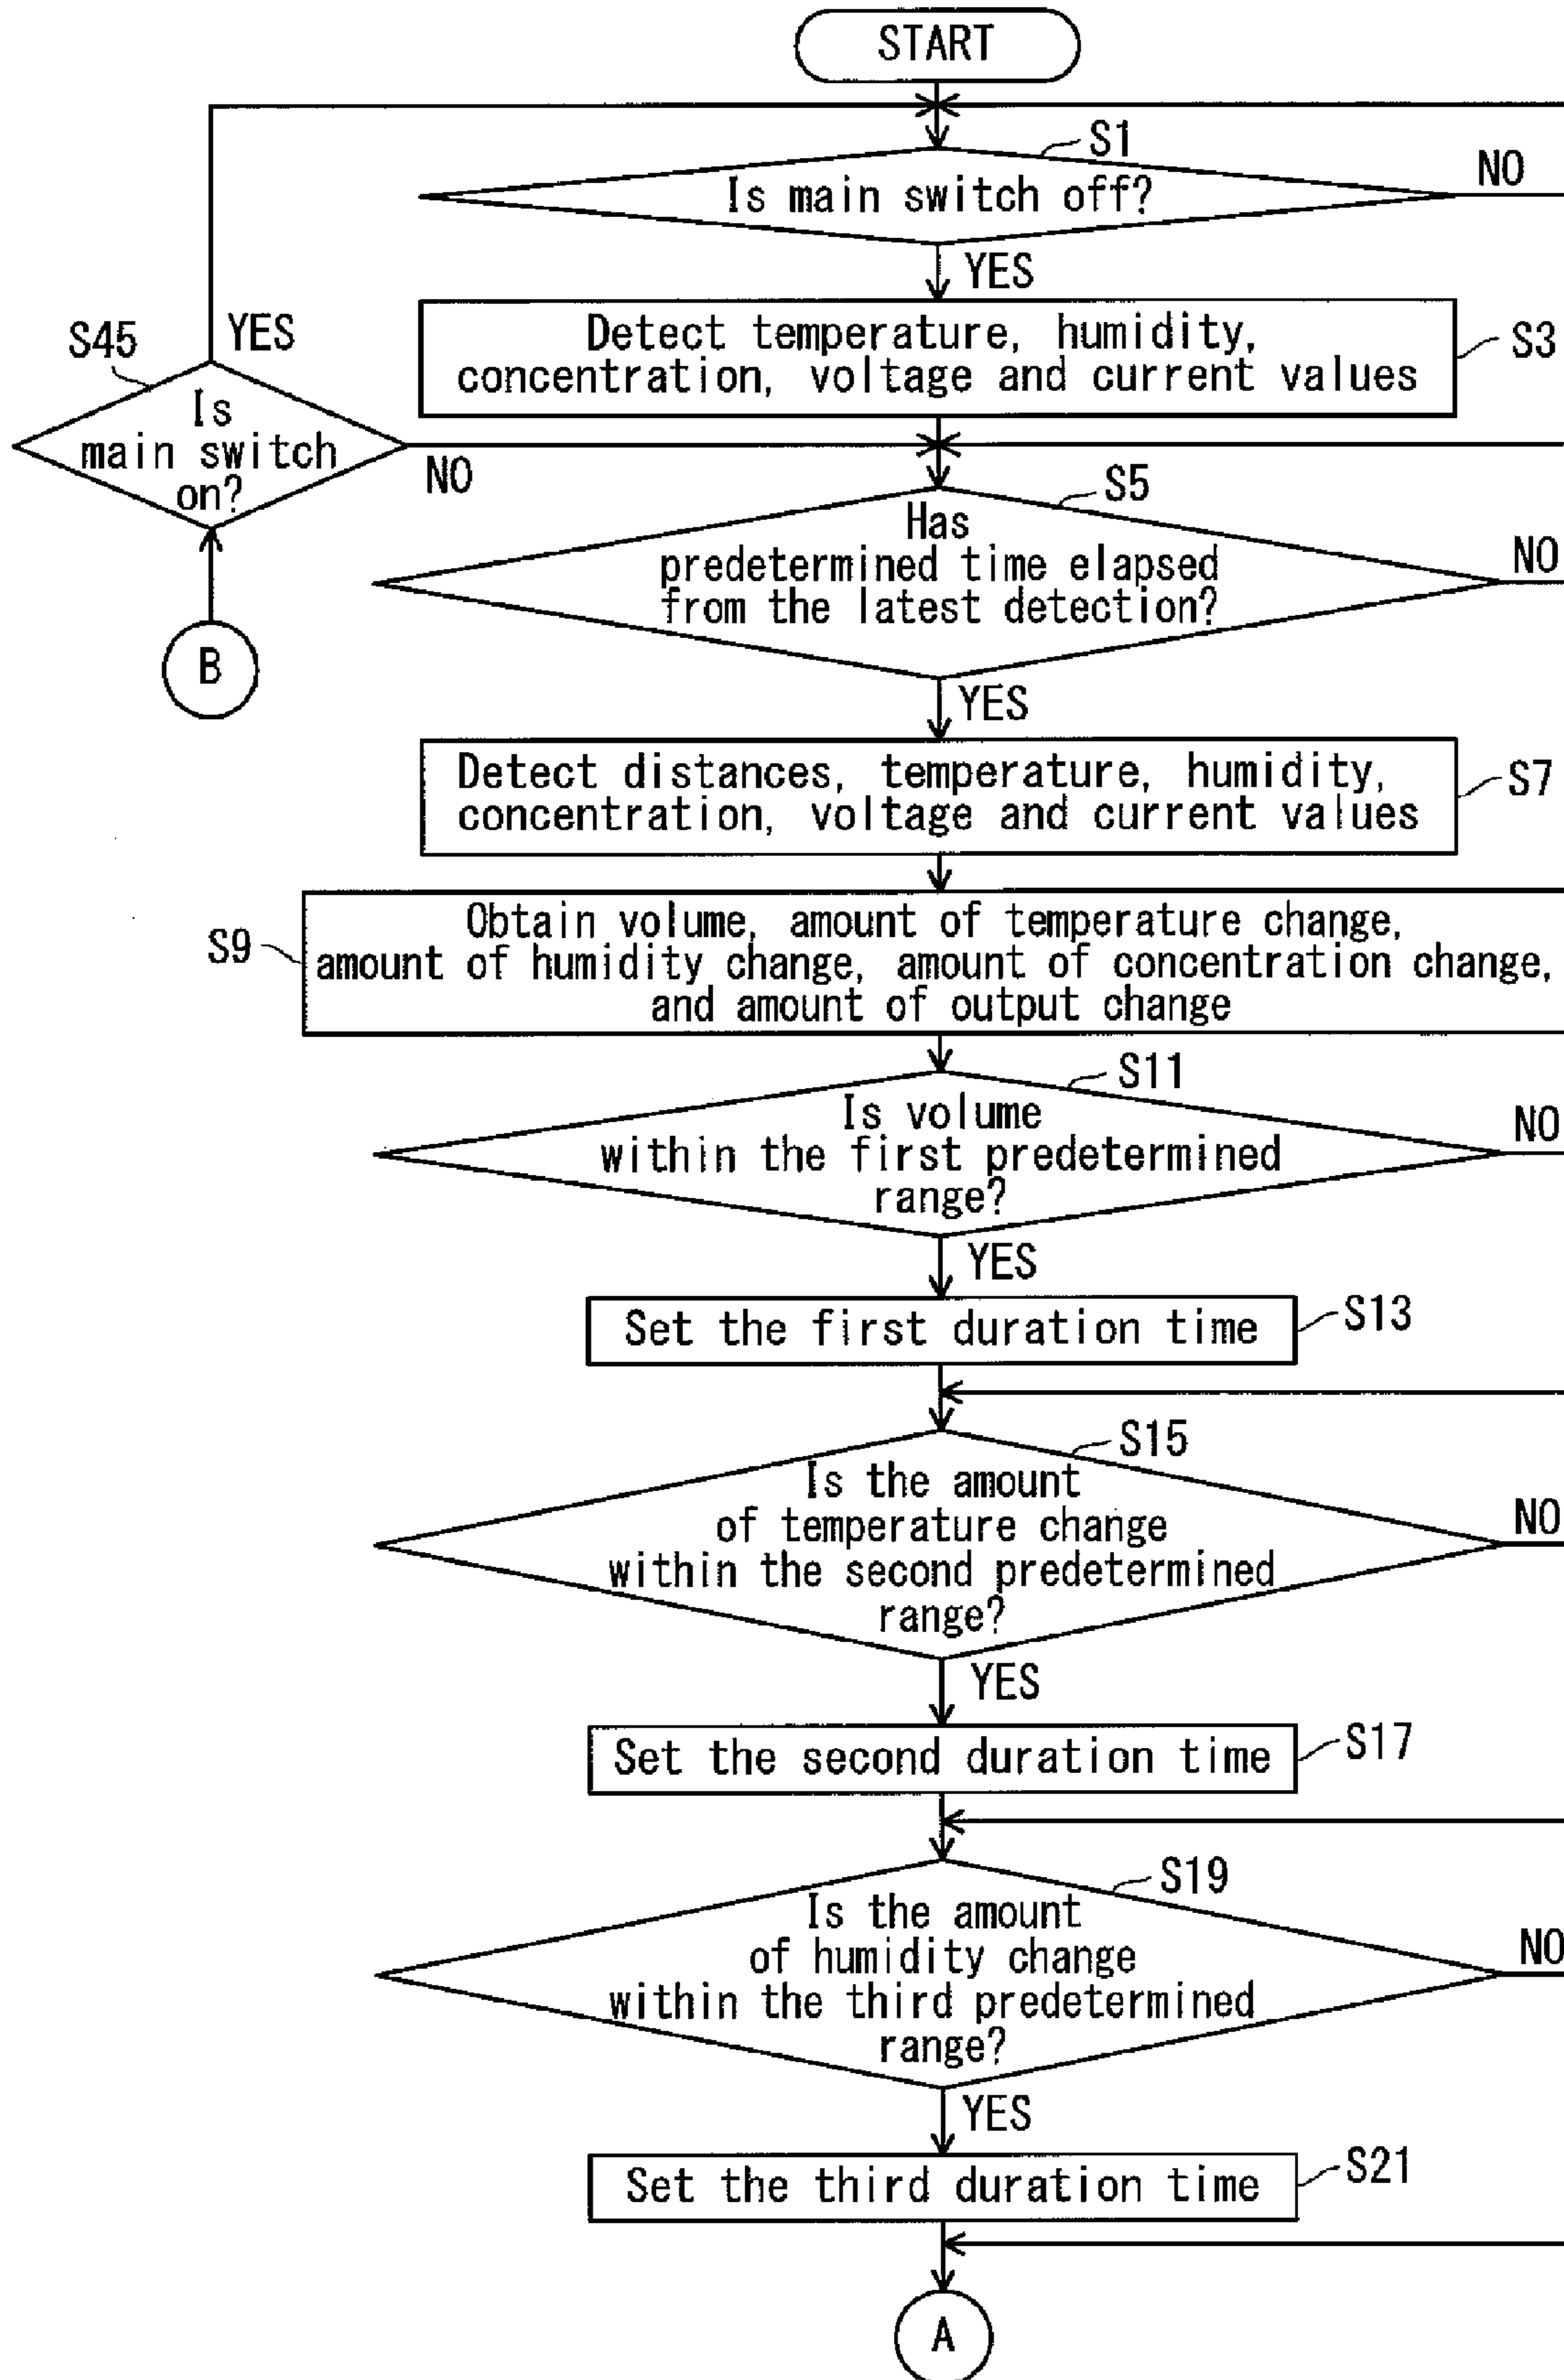 START
S1
Is main switch off?
NO
YES
Detect temperature, humidity,
concentration, voltage and current values
S3
S45
YES
Is
main switch
on?
NO
B
S5
Has
predetermined time elapsed
from the latest detection?
NO
YES
Detect distances, temperature, humidity,
concentration, voltage and current values
S7
S9
Obtain volume, amount of temperature change,
amount of humidity change, amount of concentration change,
and amount of output change
S11
Is volume
within the first predetermined
range?
NO
YES
Set the first duration time
S13
S15
Is the amount
of temperature change
within the second predetermined
range?
NO
YES
Set the second duration time
S17
S19
Is the amount
of humidity change
within the third predetermined
range?
NO
YES
Set the third duration time
S21
A